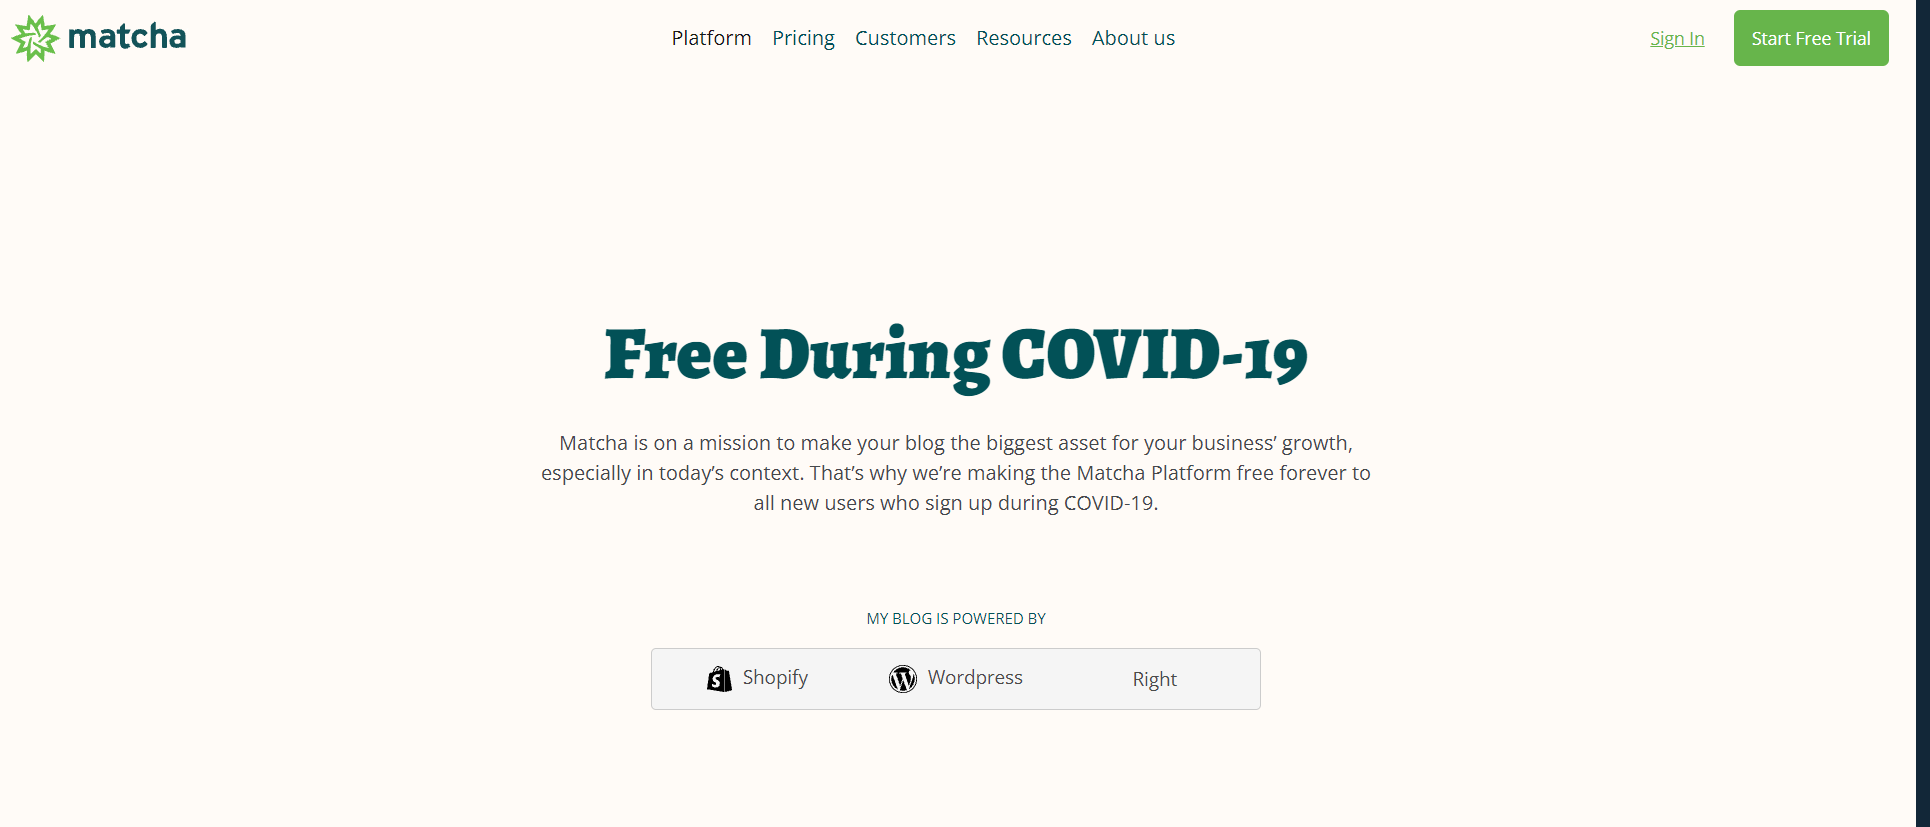 matcha
Platform Pricing Customers Resources About us
Sign In
Start Free Trial
Free During COVID-19
Matcha is on a mission to make your blog the biggest asset for your business’ growth,
especially in today’s context. That’s why we’re making the Matcha Platform free forever to
all new users who sign up during COVID-19.
MY BLOG IS POWERED BY
Shopify Wordpress Right